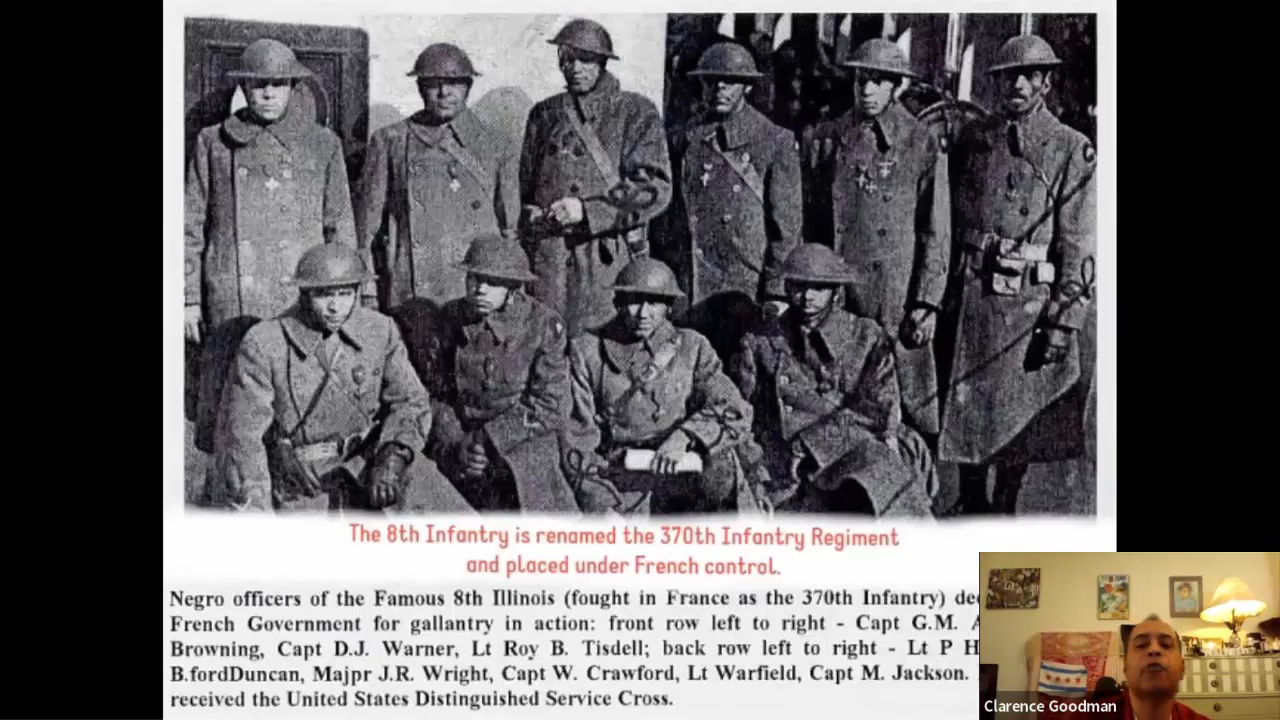 The 8th Infantry is renamed the 370th Infantry Regiment
and placed under French control.
Negro officers of the Famous 8th Illinois (fought in France as the 370th Infantry)
French Government for gallantry in action: front row left to right - Capt G.M.
Browning, Capt D.J. Warner, Lt Roy B. Tisdell; back row left to right - Lt P H
B.fordDuncan, Majpr J.R. Wright, Capt W. Crawford, Lt Warfield, Capt M. Jackson.
received the United States Distinguished Service Cross.
Clarence Goodman